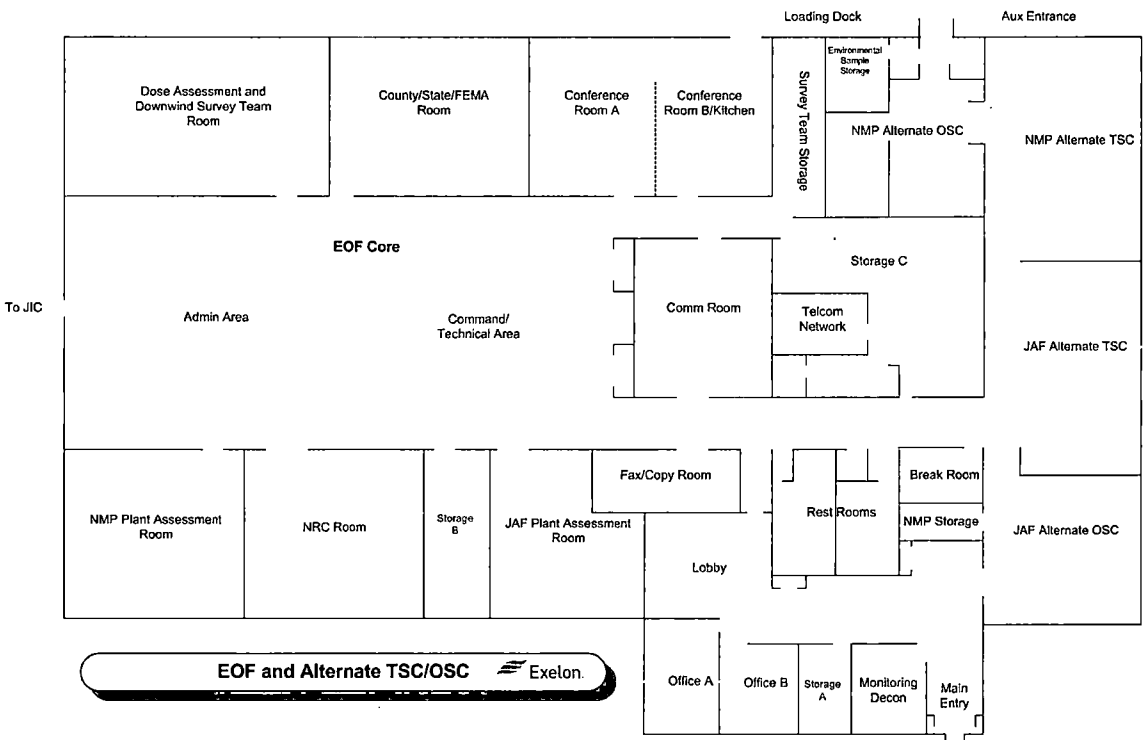 Loading Dock
Aux Entrance
Dose Assessment and
Downwind Survey Team
Room
County/State/FEMA
Room
Conference
Room A
Conference
Room B/Kitchen
Survey Team Storage
Environmental
Sample
Storage
NMP Alternate OSC
NMP Alternate TSC
EOF Core
Storage C
To JIC
Admin Area
Command/
Technical Area
Comm Room
Telcom
Network
JAF Alternate TSC
NMP Plant Assessment
Room
NRC Room
Storage
B
JAF Plant Assessment
Room
Fax/Copy Room
Rest Rooms
Break Room
NMP Storage
JAF Alternate OSC
Lobby
EOF and Alternate TSC/OSC
Exelon.
Office A
Office B
Storage
A
Monitoring
Decon
Main
Entry